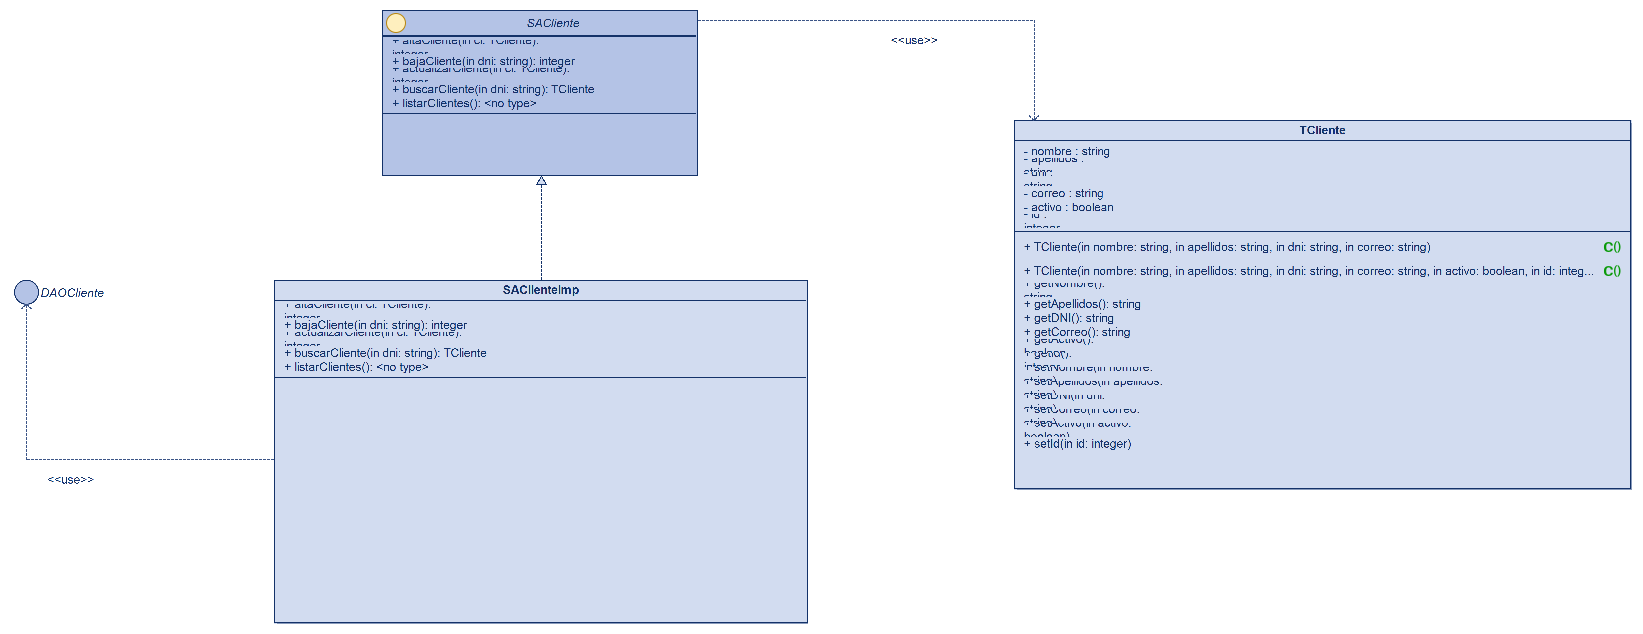 SACliente
+ altaCliente(in cl: TCliente):
integer
+ bajaCliente(in dni: string): integer
+ actualizarCliente(in cl: TCliente):
integer
+ buscarCliente(in dni: string): TCliente
+ listarClientes(): <no type>
<<use>>
TCliente
- nombre : string
- apellidos :
string
- dni :
string
- correo : string
- activo : boolean
- id :
integer
+ TCliente(in nombre: string, in apellidos: string, in dni: string, in correo: string)
C()
+ TCliente(in nombre: string, in apellidos: string, in dni: string, in correo: string, in activo: boolean, in id: integ...
C()
+ getNombre():
string
+ getApellidos(): string
+ getDNI(): string
+ getCorreo(): string
+ getActivo():
boolean
+ getId():
integer
+ setNombre(in nombre:
string)
+ setApellidos(in apellidos:
string)
+ setDNI(in dni:
string)
+ setCorreo(in correo:
string)
+ setActivo(in activo:
boolean)
+ setId(in id: integer)
DAOCliente
SAClienteImp
+ altaCliente(in cl: TCliente):
integer
+ bajaCliente(in dni: string): integer
+ actualizarCliente(in cl: TCliente):
integer
+ buscarCliente(in dni: string): TCliente
+ listarClientes(): <no type>
<<use>>